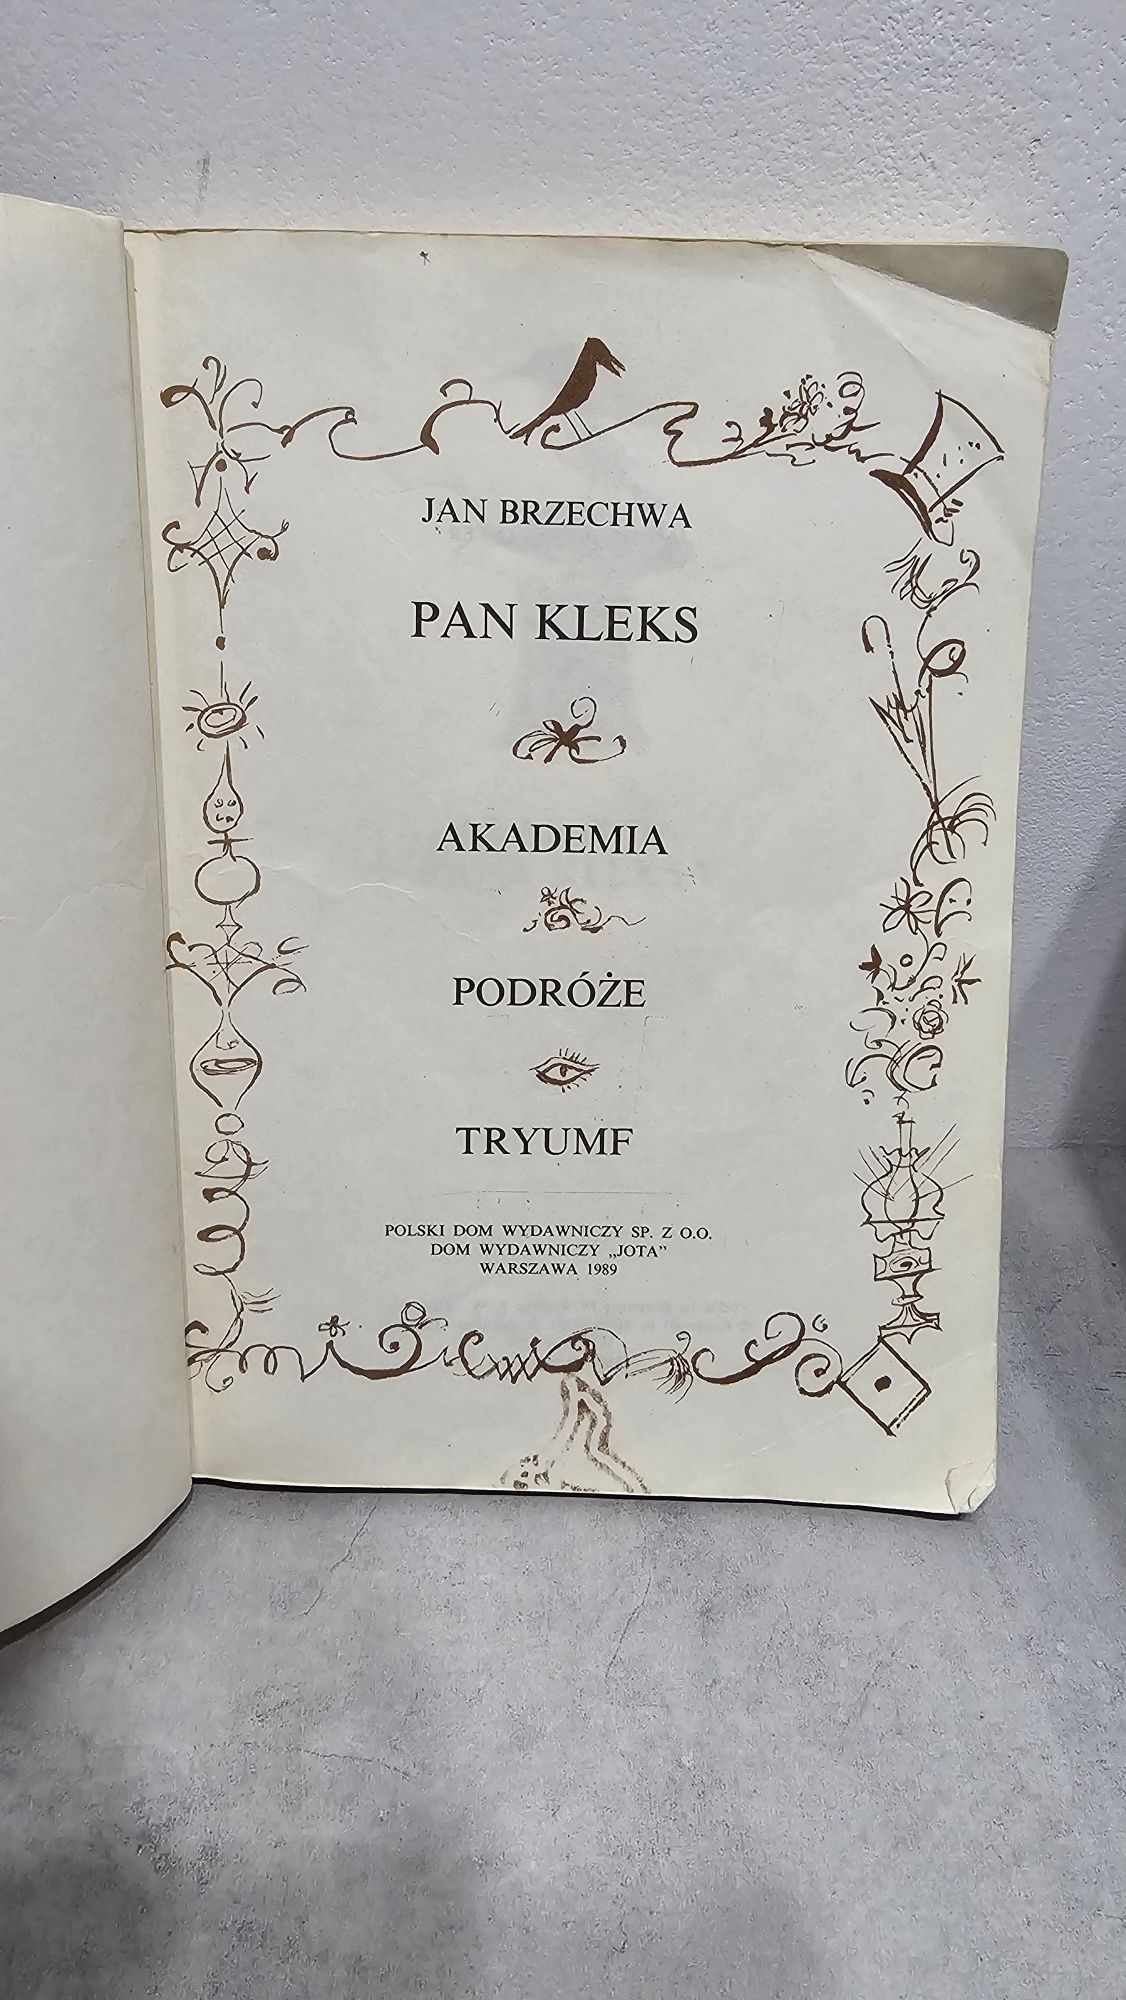 JAN BRZECHWA
PAN KLEKS
AKADEMIA
PODRÓŻE
TRYUMF
POLSKI DOM WYDAWNICZY SP. Z O.O.
DOM WYDAWNICZY „JOTA”
WARSZAWA 1989